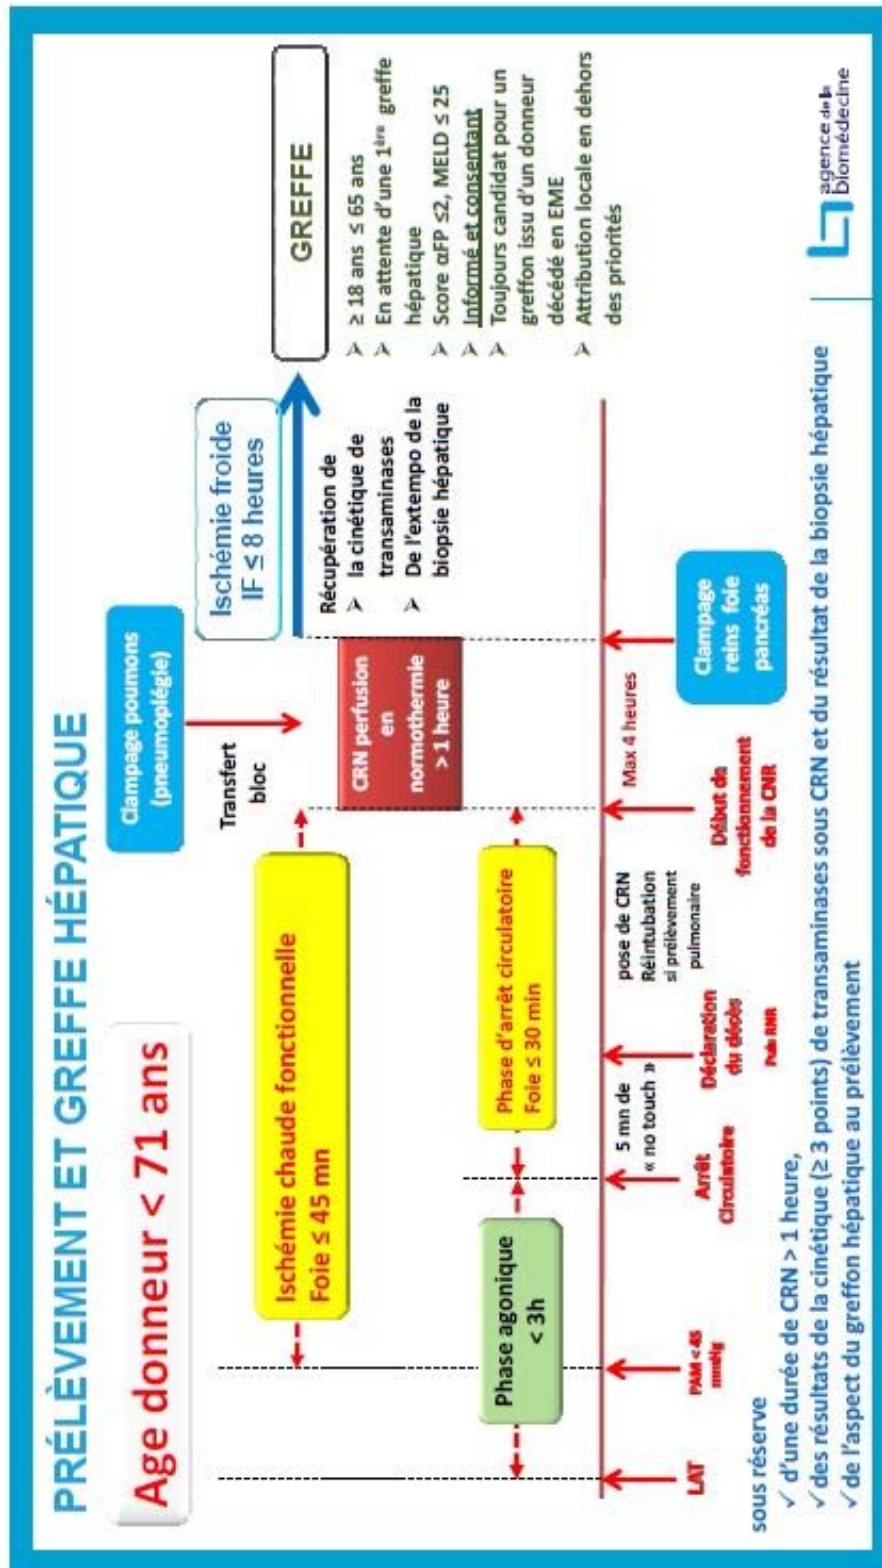 PRÉLÈVEMENT ET GREFFE HÉPATIQUE
Age donneur < 71 ans
Clampage poumons
(pneumoplégie)
Transfert
bloc
Ischémie froide
IF ≤ 8 heures
GREFFE
Ischémie chaude fonctionnelle
Foie ≤ 45 mn
CRN perfusion
en
normothermie
> 1 heure
Récupération de
➢ la cinétique de
transaminases
➢ De l'extempo de la
biopsie hépatique
➢ ≥ 18 ans ≤ 65 ans
➢ En attente d'une 1ère greffe
hépatique
➢ Score αFP ≤2, MELD ≤ 25
➢ Informé et consentant
➢ Toujours candidat pour un
greffon issu d'un donneur
décédé en EME
➢ Attribution locale en dehors
des priorités
Phase agonique
< 3h
Phase d'arrêt circulatoire
Foie ≤ 30 min
5 mn de
« no touch »
pose de CRN
Réintubation
si prélèvement
pulmonaire
Max 4 heures
LAT
PAM < 45
mmHg
Arrêt
Circulatoire
Déclaration
du décès
Puis RNR
Début de
fonctionnement
de la CNR
Clampage
reins foie
pancréas
sous réserve
✓ d'une durée de CRN > 1 heure,
✓ des résultats de la cinétique (≥ 3 points) de transaminases sous CRN et du résultat de la biopsie hépatique
✓ de l'aspect du greffon hépatique au prélèvement
agence de la
biomédecine